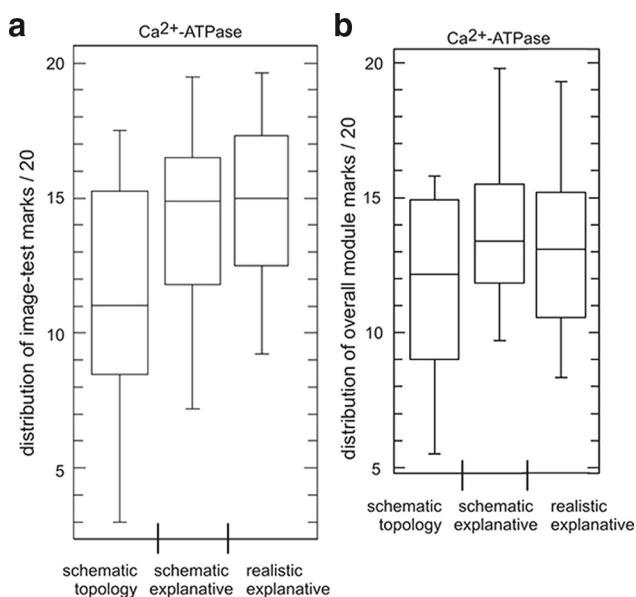 a
Ca2+-ATPase
distribution of image-test marks / 20
20
15
10
5
schematic topology
schematic explanative
realistic explanative
b
Ca2+-ATPase
distribution of overall module marks / 20
20
15
10
5
schematic topology
schematic explanative
realistic explanative